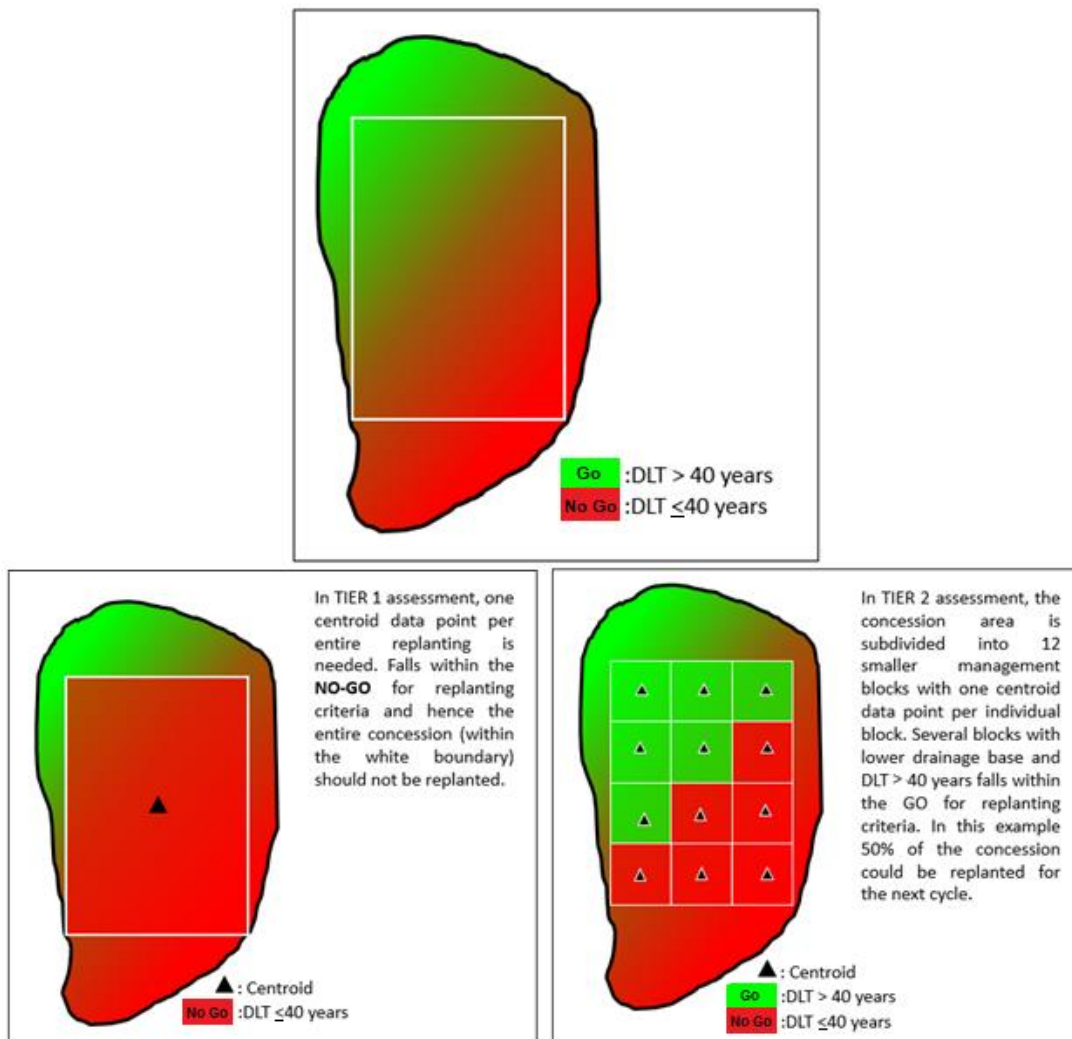 Go :DLT > 40 years
No Go :DLT ≤40 years
In TIER 1 assessment, one
centroid data point per
entire replanting is
needed. Falls within the
NO-GO for replanting
criteria and hence the
entire concession (within
the white boundary)
should not be replanted.
▲: Centroid
No Go :DLT ≤40 years
In TIER 2 assessment, the
concession area is
subdivided into 12
smaller management
blocks with one centroid
data point per individual
block. Several blocks with
lower drainage base and
DLT > 40 years falls within
the GO for replanting
criteria. In this example
50% of the concession
could be replanted for
the next cycle.
▲: Centroid
Go :DLT > 40 years
No Go :DLT ≤40 years